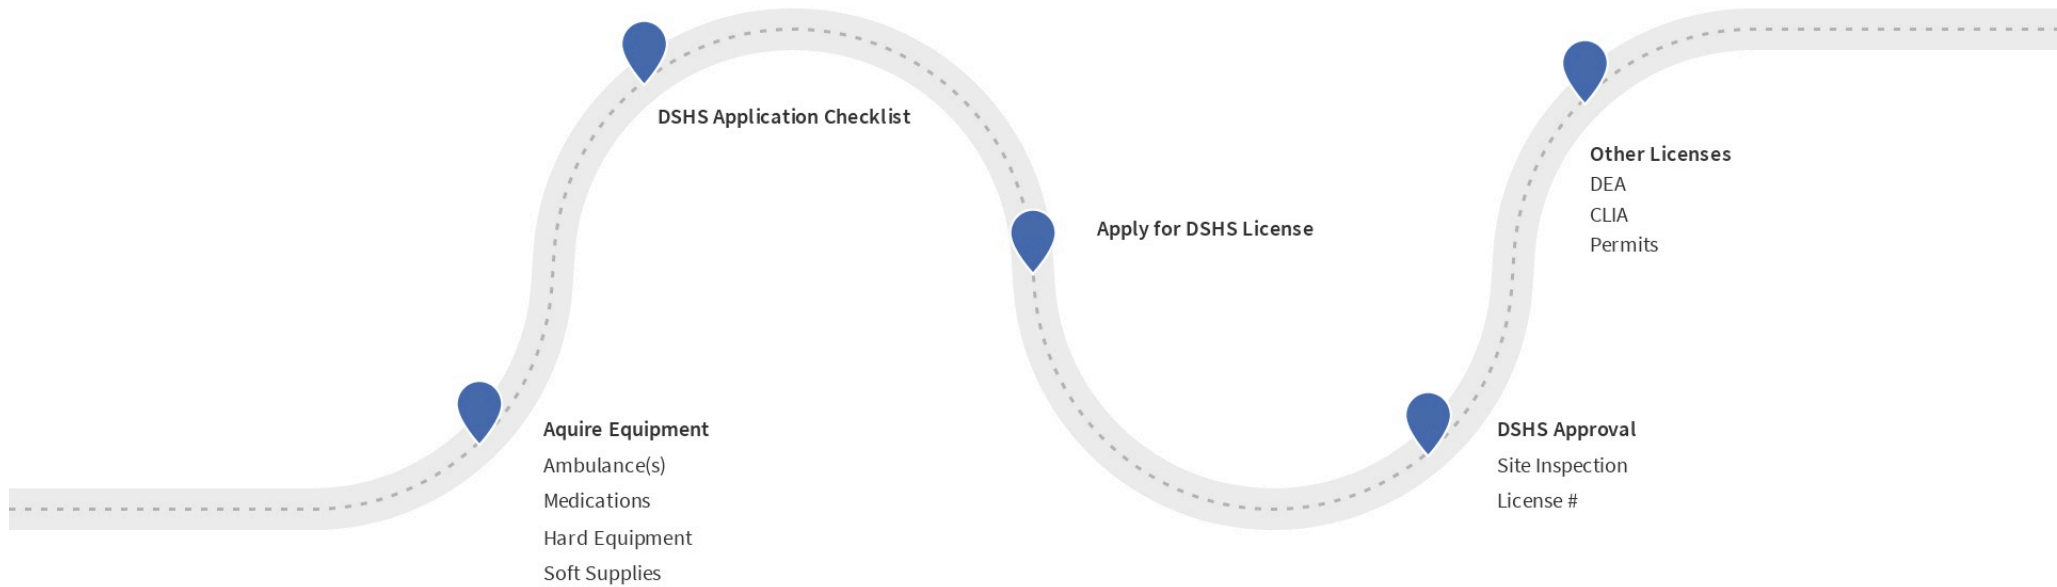 Aquire Equipment
Ambulance(s)
Medications
Hard Equipment
Soft Supplies
DSHS Application Checklist
Apply for DSHS License
DSHS Approval
Site Inspection
License #
Other Licenses
DEA
CLIA
Permits